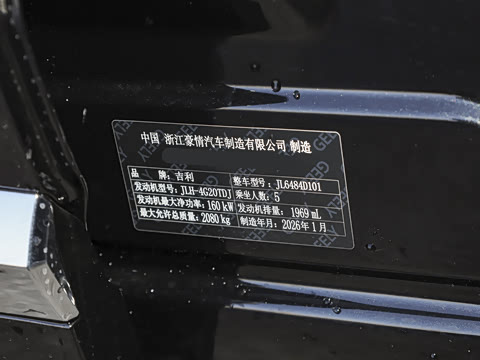 中国 浙江豪情汽车制造有限公司 制造
品 牌：吉利 整车型号：JL6484D101
发动机型号：JLH-4G20TDJ 乘坐人数：5
发动机最大净功率：160 kW 发动机排量：1969 mL
最大允许总质量：2080 kg 制造年月：2026年1月
GEELY